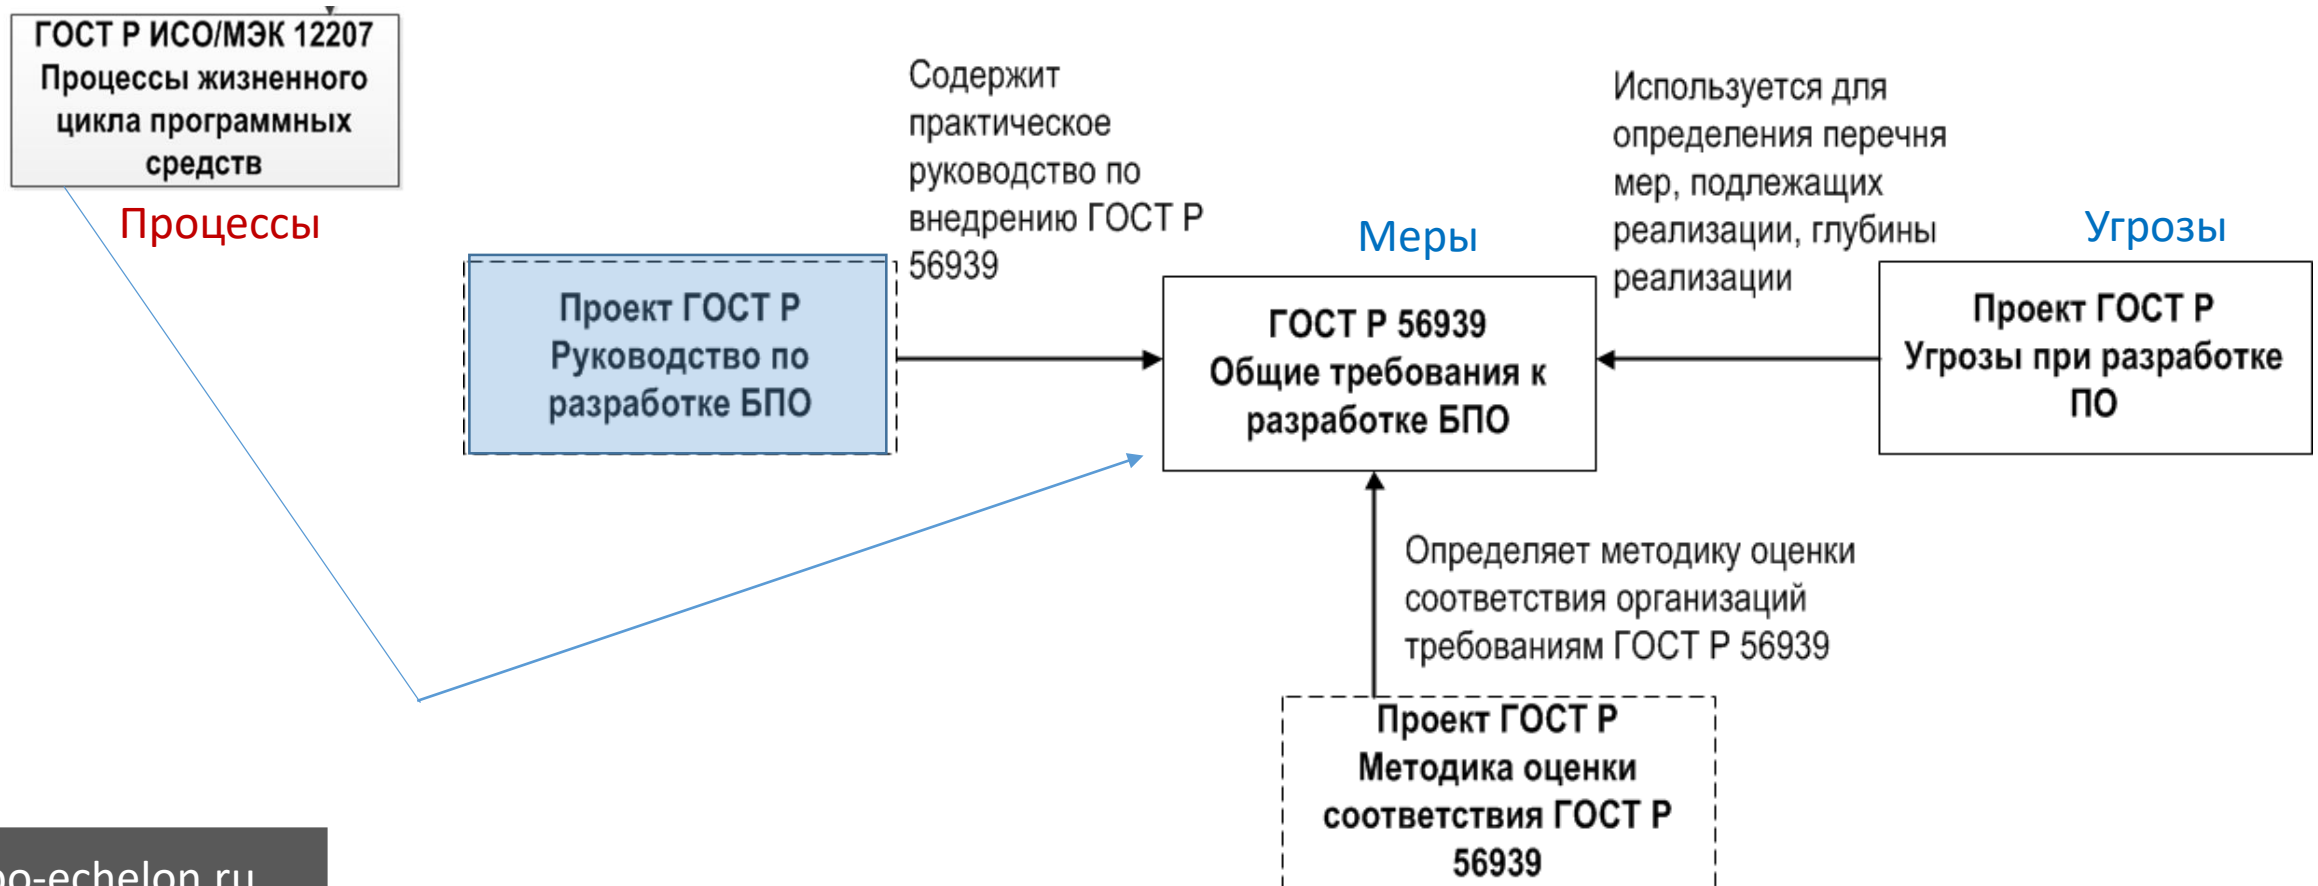 ГОСТ Р ИСО/МЭК 12207
Процессы жизненного
цикла программных
средств
Процессы
Проект ГОСТ Р
Руководство по
разработке БПО
Содержит
практическое
руководство по
внедрению ГОСТ Р
56939
Меры
ГОСТ Р 56939
Общие требования к
разработке БПО
Используется для
определения перечня
мер, подлежащих
реализации, глубины
реализации
Угрозы
Проект ГОСТ Р
Угрозы при разработке
ПО
Определяет методику оценки
соответствия организаций
требованиям ГОСТ Р 56939
Проект ГОСТ Р
Методика оценки
соответствия ГОСТ Р
56939
o-echelon.ru